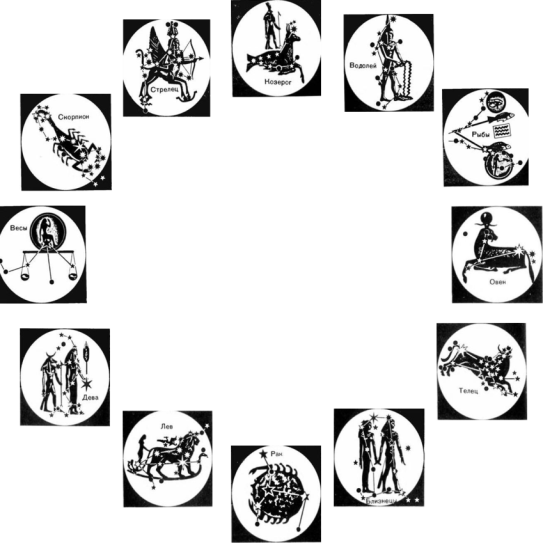 Козерог
Водолей
Рыбы
Овен
Телец
Близнецы
Рак
Лев
Дева
Весы
Скорпион
Стрелец